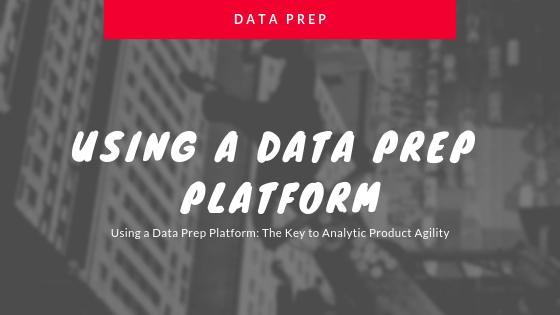 DATA PREP
USING A DATA PREP
PLATFORM
Using a Data Prep Platform: The Key to Analytic Product Agility